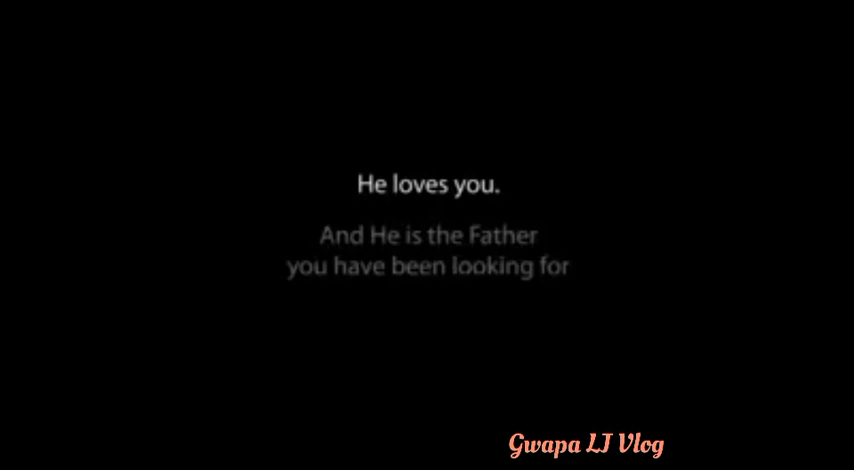 He loves you.
And He is the Father
you have been looking for
Gwapa LJ Vlog